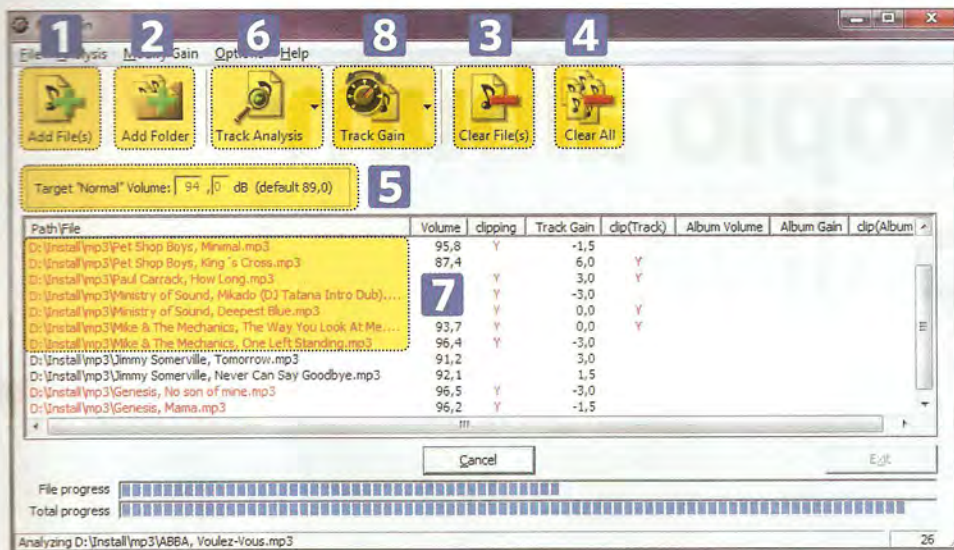 1 2 6 8 3 4
File Analysis Modify Gain Options Help
Add File(s) Add Folder Track Analysis Track Gain Clear File(s) Clear All
Target "Normal" Volume: 94 ,0 dB (default 89,0) 5
Path\File Volume clipping Track Gain clip(Track) Album Volume Album Gain clip(Album
D:\Install\mp3\Pet Shop Boys, Minimal.mp3 95,8 Y -1,5
D:\Install\mp3\Pet Shop Boys, King´s Cross.mp3 87,4 6,0 Y
D:\Install\mp3\Paul Carrack, How Long.mp3 Y 3,0 Y
D:\Install\mp3\Ministry of Sound, Mikado (DJ Tatana Intro Dub).... Y -3,0
7
D:\Install\mp3\Ministry of Sound, Deepest Blue.mp3 Y 0,0 Y
D:\Install\mp3\Mike & The Mechanics, The Way You Look At Me.... 93,7 Y 0,0 Y
D:\Install\mp3\Mike & The Mechanics, One Left Standing.mp3 96,4 Y -3,0
D:\Install\mp3\Jimmy Somerville, Tomorrow.mp3 91,2 3,0
D:\Install\mp3\Jimmy Somerville, Never Can Say Goodbye.mp3 92,1 1,5
D:\Install\mp3\Genesis, No son of mine.mp3 96,5 Y -3,0
D:\Install\mp3\Genesis, Mama.mp3 96,2 Y -1,5
Cancel Exit
File progress
Total progress
Analyzing D:\Install\mp3\ABBA, Voulez-Vous.mp3 26